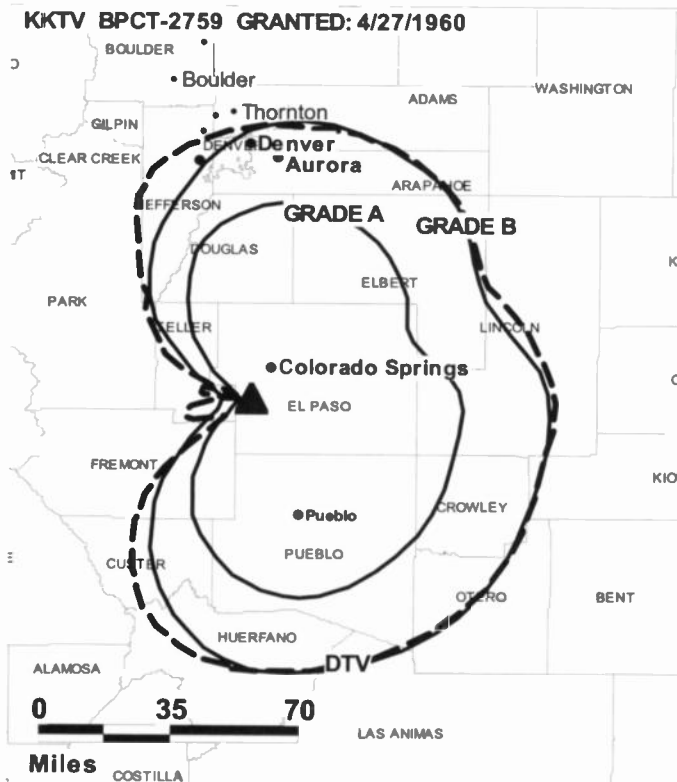 KKTV BPCT-2759 GRANTED: 4/27/1960
BOULDER
Boulder
WASHINGTON
ADAMS
Thornton
GILPIN
Denver
CLEAR CREEK
Aurora
ARAPAHOE
EFFERSON
GRADE A
GRADE B
DOUGLAS
ELBERT
PARK
TELLER
LINCOLN
Colorado Springs
EL PASO
FREMONT
KIO
CROWLEY
Pueblo
PUEBLO
CUSTER
OTERO
BENT
HUERFANO
DTV
ALAMOSA
0 35 70
LAS ANIMAS
Miles
COSTILLA